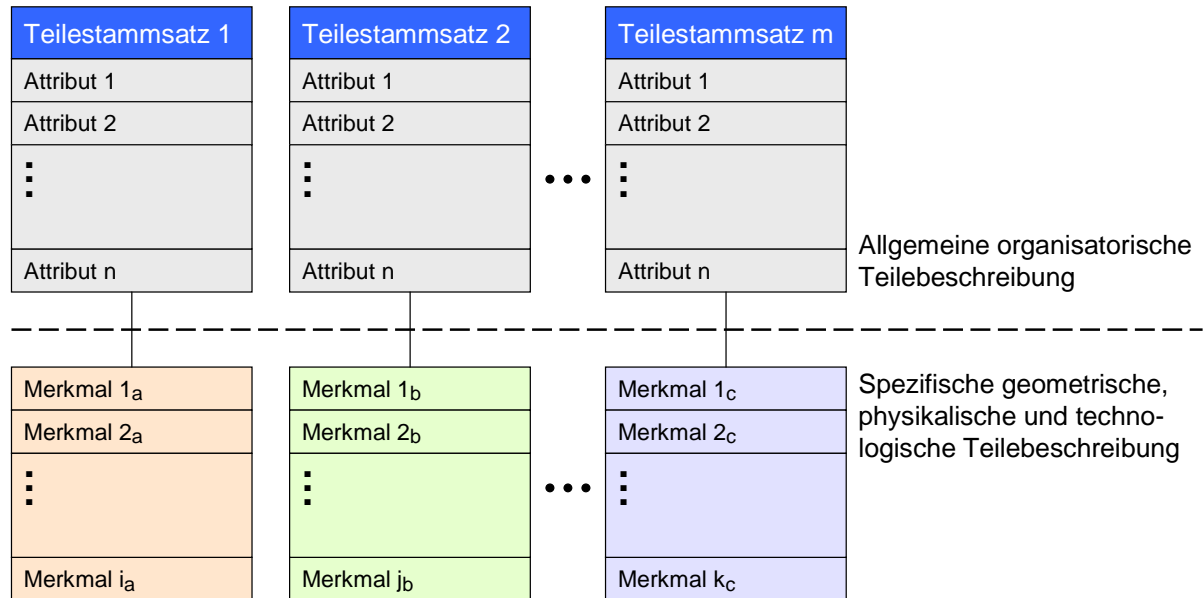 Teilestammsatz 1
Attribut 1
Attribut 2
Attribut n
Teilestammsatz 2
Attribut 1
Attribut 2
Attribut n
Teilestammsatz m
Attribut 1
Attribut 2
Attribut n
Allgemeine organisatorische
Teilebeschreibung
Merkmal 1a
Merkmal 2a
Merkmal ia
Merkmal 1b
Merkmal 2b
Merkmal jb
Merkmal 1c
Merkmal 2c
Merkmal kc
Spezifische geometrische,
physikalische und techno-
logische Teilebeschreibung